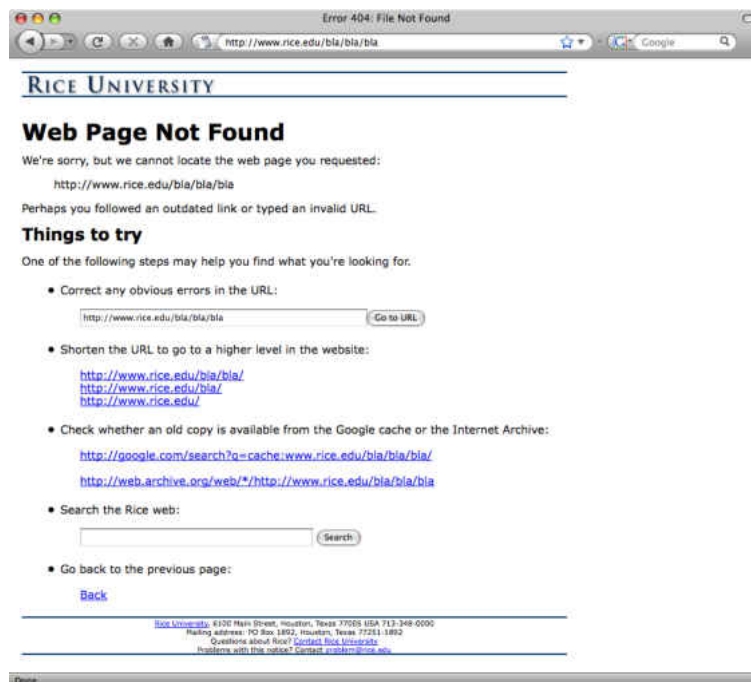 Error 404: File Not Found
http://www.rice.edu/bla/bla/bla
Google
RICE UNIVERSITY
Web Page Not Found
We're sorry, but we cannot locate the web page you requested:
http://www.rice.edu/bla/bla/bla
Perhaps you followed an outdated link or typed an invalid URL.
Things to try
One of the following steps may help you find what you're looking for.
• Correct any obvious errors in the URL:
http://www.rice.edu/bla/bla/bla Go to URL
• Shorten the URL to go to a higher level in the website:
http://www.rice.edu/bla/bla/
http://www.rice.edu/bla/
http://www.rice.edu/
• Check whether an old copy is available from the Google cache or the Internet Archive:
http://google.com/search?q=cache:www.rice.edu/bla/bla/bla/
http://web.archive.org/web/*/http://www.rice.edu/bla/bla/bla
• Search the Rice web:
Search
• Go back to the previous page:
Back
Rice University, 6100 Main Street, Houston, Texas 77005 USA 713-348-0000
Mailing address: PO Box 1892, Houston, Texas 77251-1892
Questions about Rice? Contact Rice University
Problems with this notice? Contact problem@rice.edu
Done